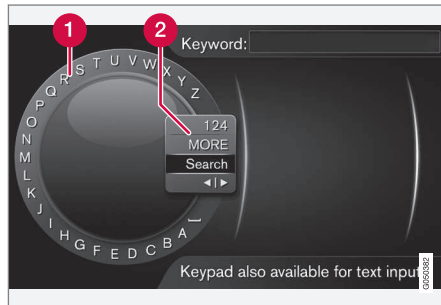 1
2
Keyword:
A B C D E F G H I J K L M N O P Q R S T U V W X Y Z
124
MORE
Search
◄|►
Keypad also available for text input
G050382